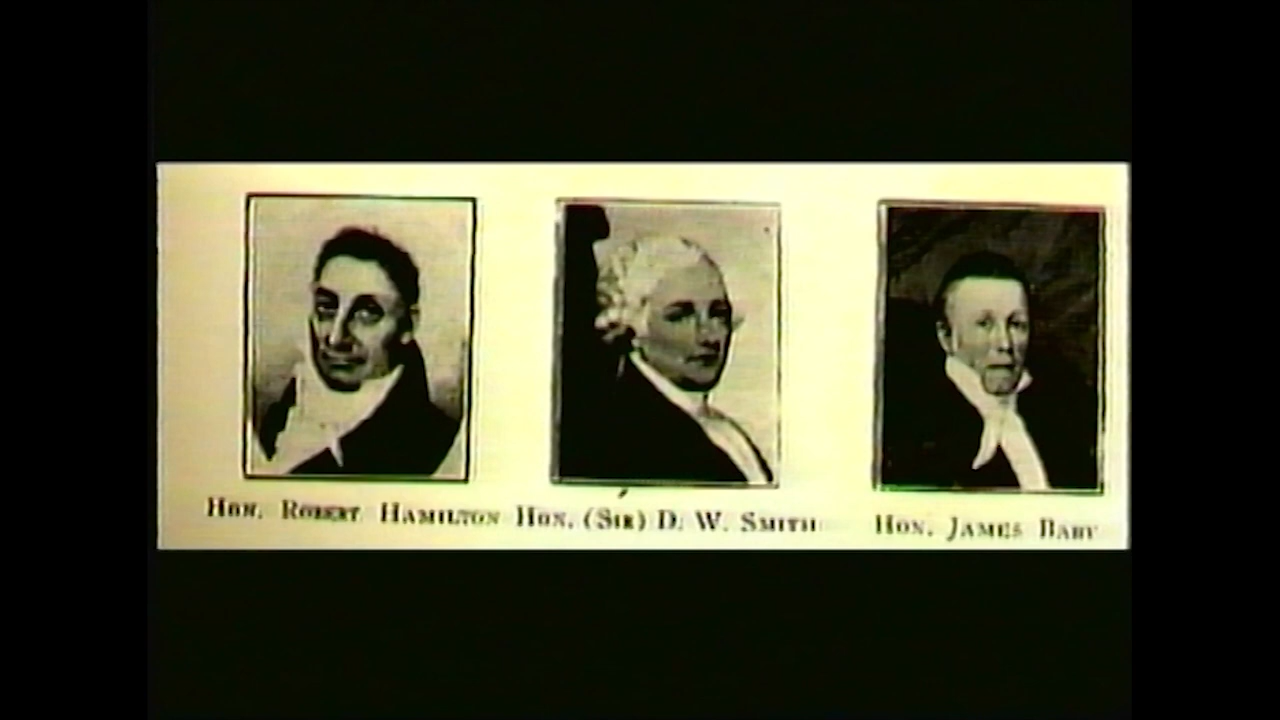 HON. ROBERT HAMILTON
HON. (SIR) D. W. SMITH
HON. JAMES BABY